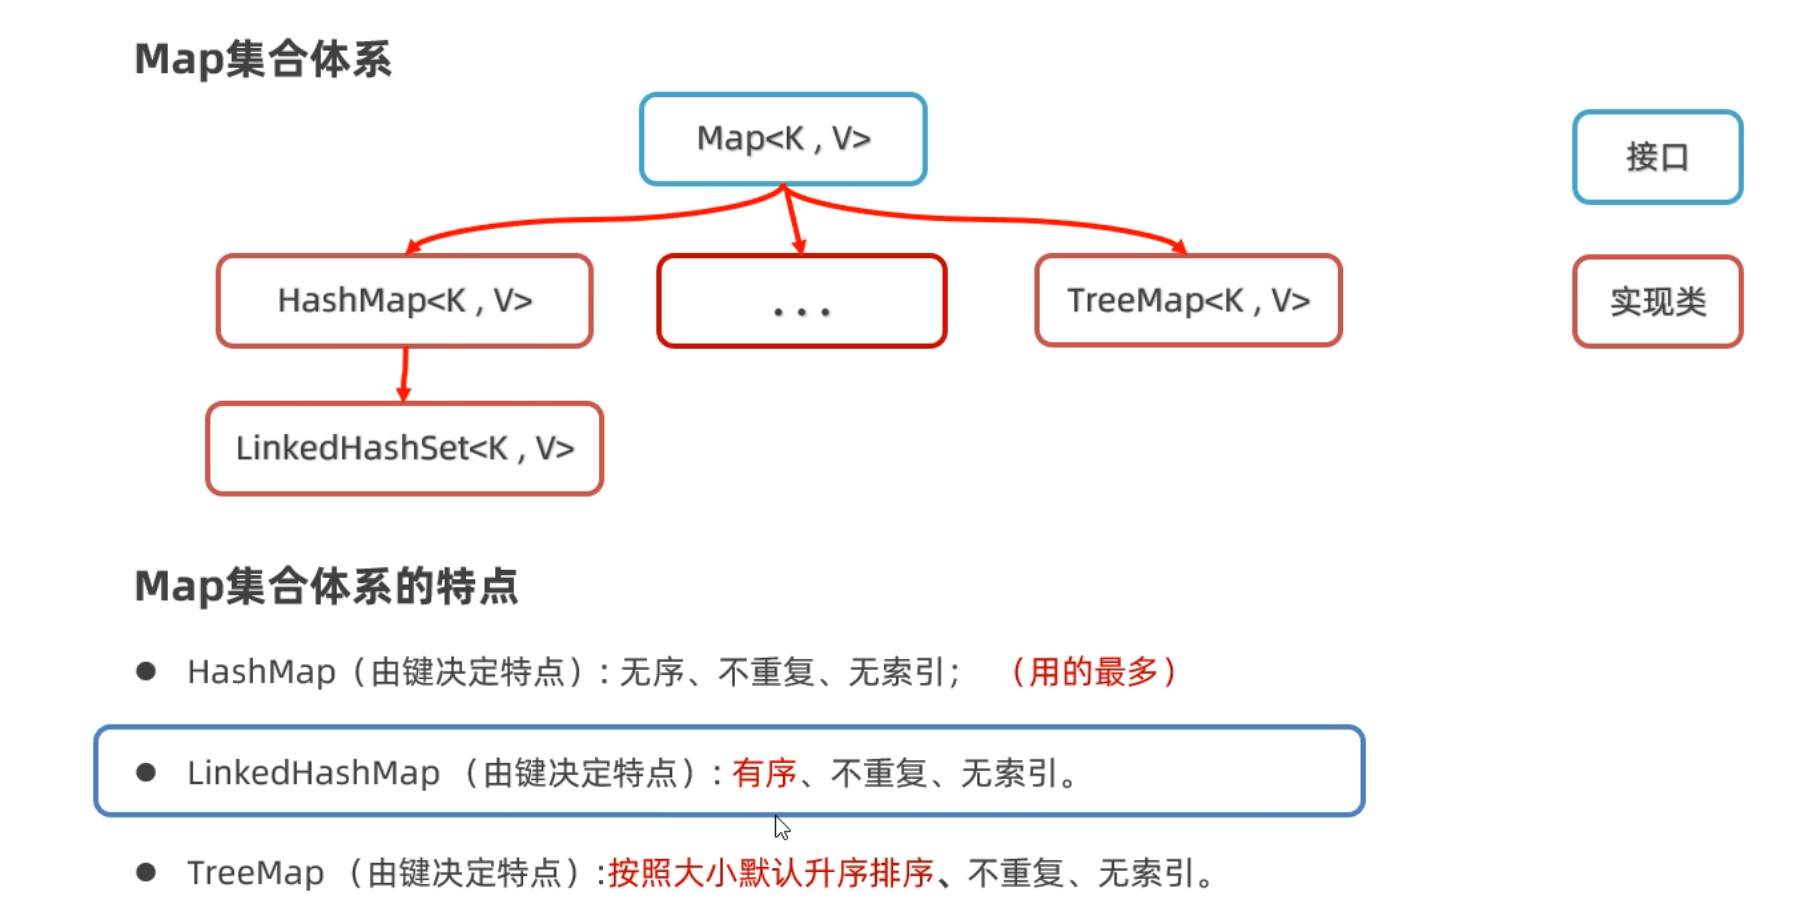 Map集合体系
Map<K , V>
接口
HashMap<K , V>
...
TreeMap<K , V>
实现类
LinkedHashSet<K , V>
Map集合体系的特点
● HashMap（由键决定特点）: 无序、不重复、无索引； （用的最多）
● LinkedHashMap （由键决定特点）: 有序、不重复、无索引。
● TreeMap （由键决定特点）:按照大小默认升序排序、不重复、无索引。